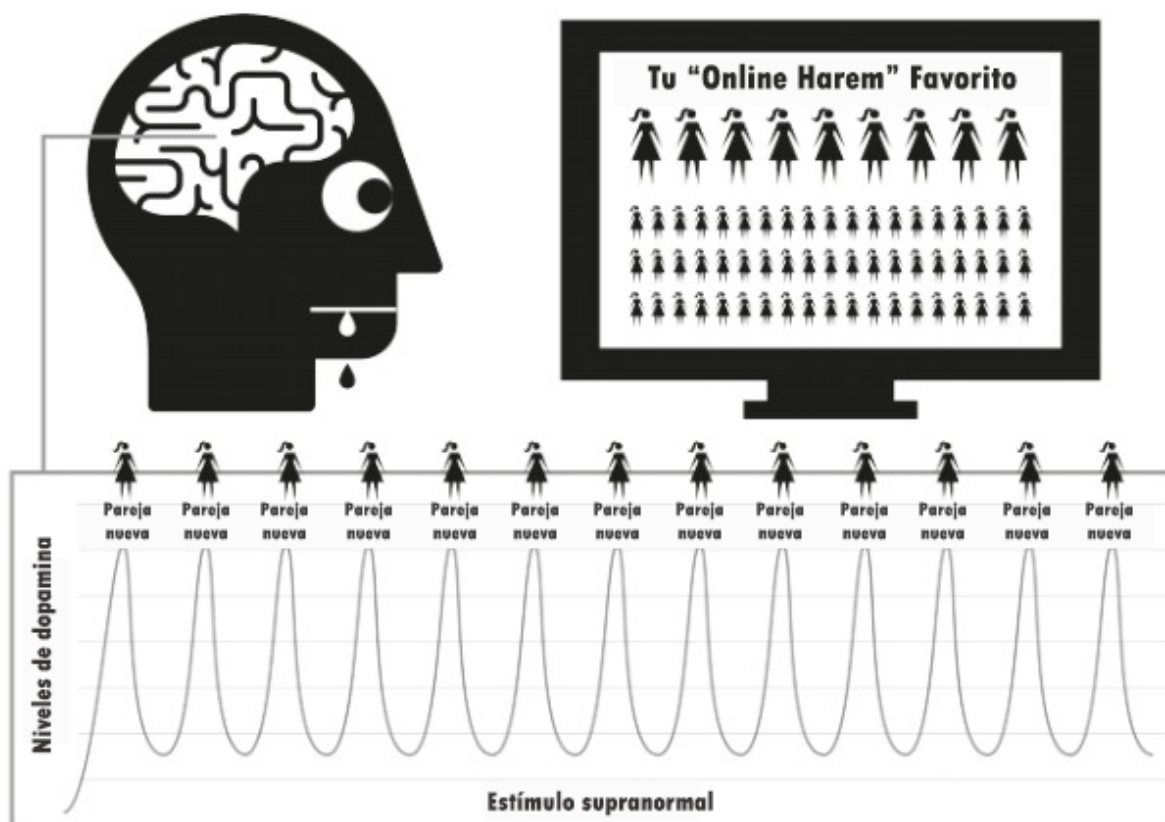 Tu “Online Harem” Favorito
Pareja Pareja Pareja Pareja Pareja Pareja Pareja Pareja Pareja Pareja Pareja Pareja Pareja
nueva nueva nueva nueva nueva nueva nueva nueva nueva nueva nueva nueva nueva
Niveles de dopamina
Estímulo supranormal